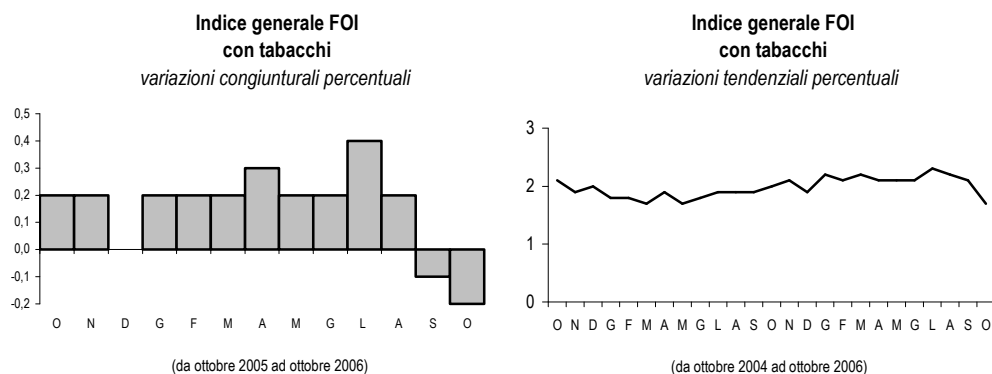 Indice generale FOI
con tabacchi
variazioni congiunturali percentuali
0,5
0,4
0,3
0,2
0,1
0,0
-0,1
-0,2
O N D G F M A M G L A S O
(da ottobre 2005 ad ottobre 2006)
Indice generale FOI
con tabacchi
variazioni tendenziali percentuali
3
2
1
0
O N D G F M A M G L A S O N D G F M A M G L A S O
(da ottobre 2004 ad ottobre 2006)